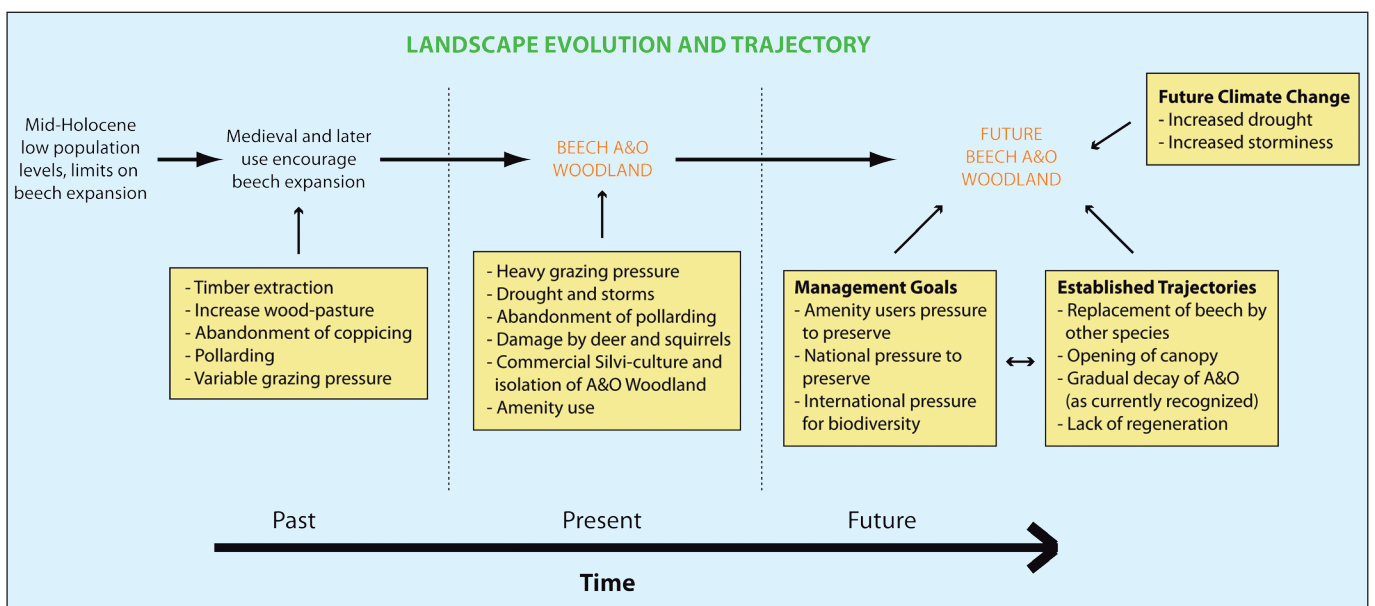 LANDSCAPE EVOLUTION AND TRAJECTORY
Mid-Holocene
low population
levels, limits on
beech expansion
Medieval and later
use encourage
beech expansion
BEECH A&O
WOODLAND
FUTURE
BEECH A&O
WOODLAND
Future Climate Change
- Increased drought
- Increased storminess
- Timber extraction
- Increase wood-pasture
- Abandonment of coppicing
- Pollarding
- Variable grazing pressure
- Heavy grazing pressure
- Drought and storms
- Abandonment of pollarding
- Damage by deer and squirrels
- Commercial Silvi-culture and
isolation of A&O Woodland
- Amenity use
Management Goals
- Amenity users pressure
to preserve
- National pressure to
preserve
- International pressure
for biodiversity
Established Trajectories
- Replacement of beech by
other species
- Opening of canopy
- Gradual decay of A&O
(as currently recognized)
- Lack of regeneration
Past
Present
Future
Time